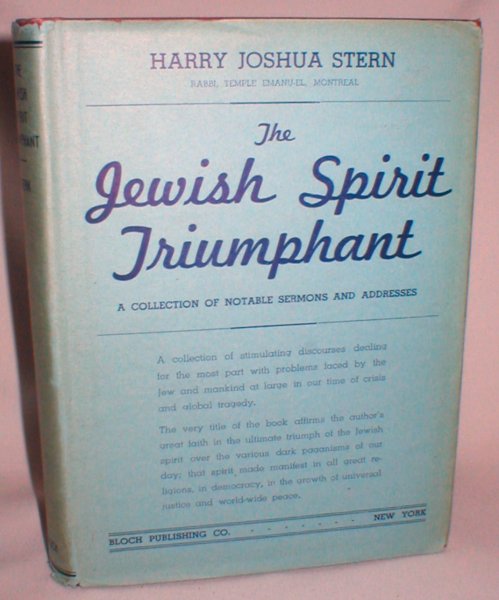 HARRY JOSHUA STERN
RABBI, TEMPLE EMANU-EL, MONTREAL
The
Jewish Spirit
Triumphant
A COLLECTION OF NOTABLE SERMONS AND ADDRESSES
A collection of stimulating discourses dealing
for the most part with problems faced by the
Jew and mankind at large in our time of crisis
and global tragedy.
The very title of the book affirms the author's
great faith in the ultimate triumph of the Jewish
spirit over the various dark paganisms of our
day; that spirit made manifest in all great re-
ligions, in democracy, in the growth of universal
justice and world-wide peace.
BLOCH PUBLISHING CO. . . . . . . . NEW YORK